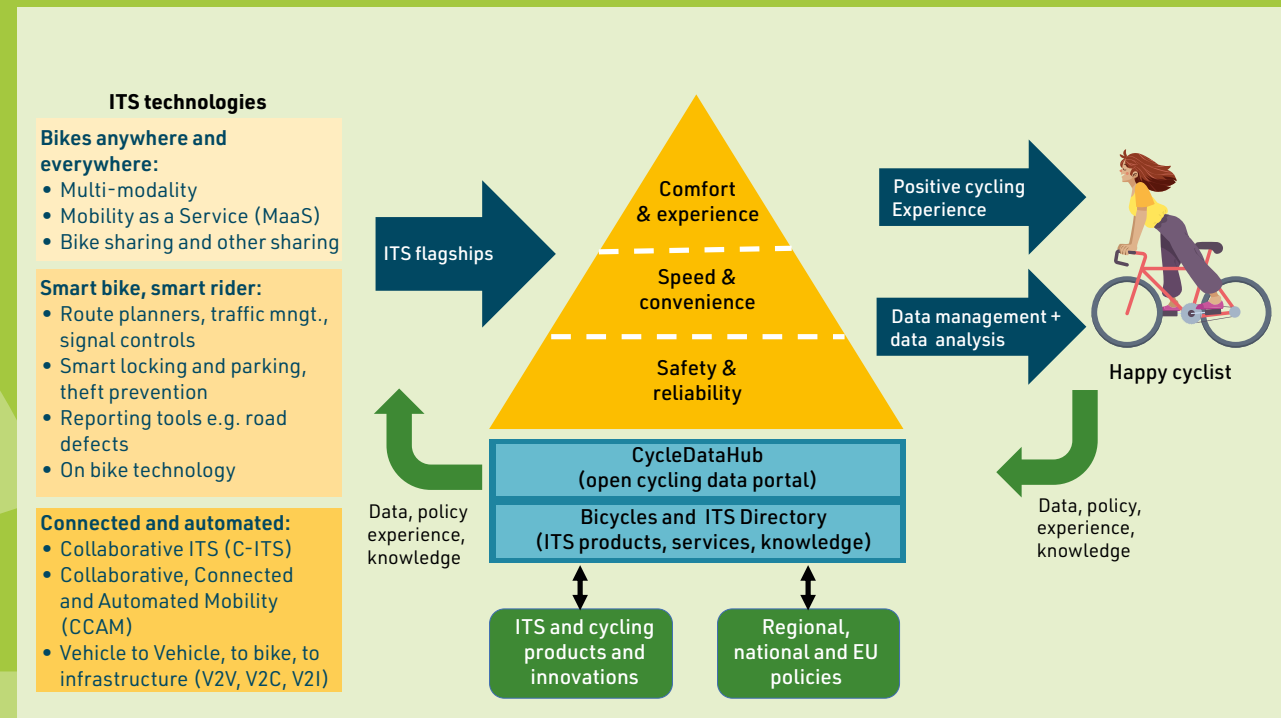 ITS technologies
Bikes anywhere and
everywhere:
• Multi-modality
• Mobility as a Service (MaaS)
• Bike sharing and other sharing
Smart bike, smart rider:
• Route planners, traffic mngt.,
signal controls
• Smart locking and parking,
theft prevention
• Reporting tools e.g. road
defects
• On bike technology
Connected and automated:
• Collaborative ITS (C-ITS)
• Collaborative, Connected
and Automated Mobility
(CCAM)
• Vehicle to Vehicle, to bike, to
infrastructure (V2V, V2C, V2I)
ITS flagships
Data, policy
experience,
knowledge
Comfort
& experience
Speed &
convenience
Safety &
reliability
CycleDataHub
(open cycling data portal)
Bicycles and ITS Directory
(ITS products, services, knowledge)
ITS and cycling
products and
innovations
Regional,
national and EU
policies
Positive cycling
Experience
Data management +
data analysis
Happy cyclist
Data, policy,
experience,
knowledge